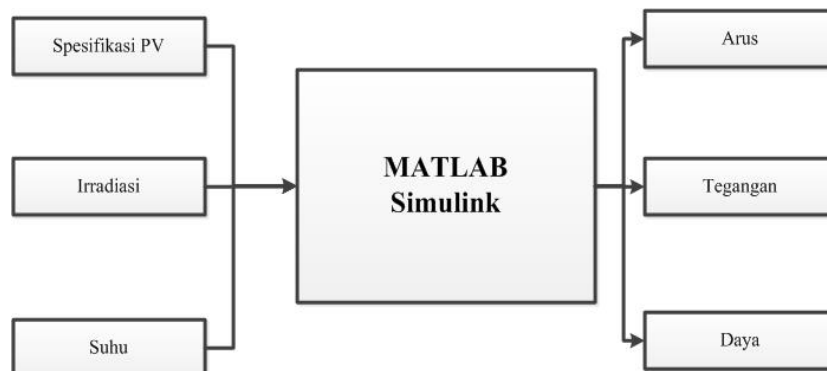 Spesifikasi PV
Irradiasi
Suhu
MATLAB
Simulink
Arus
Tegangan
Daya